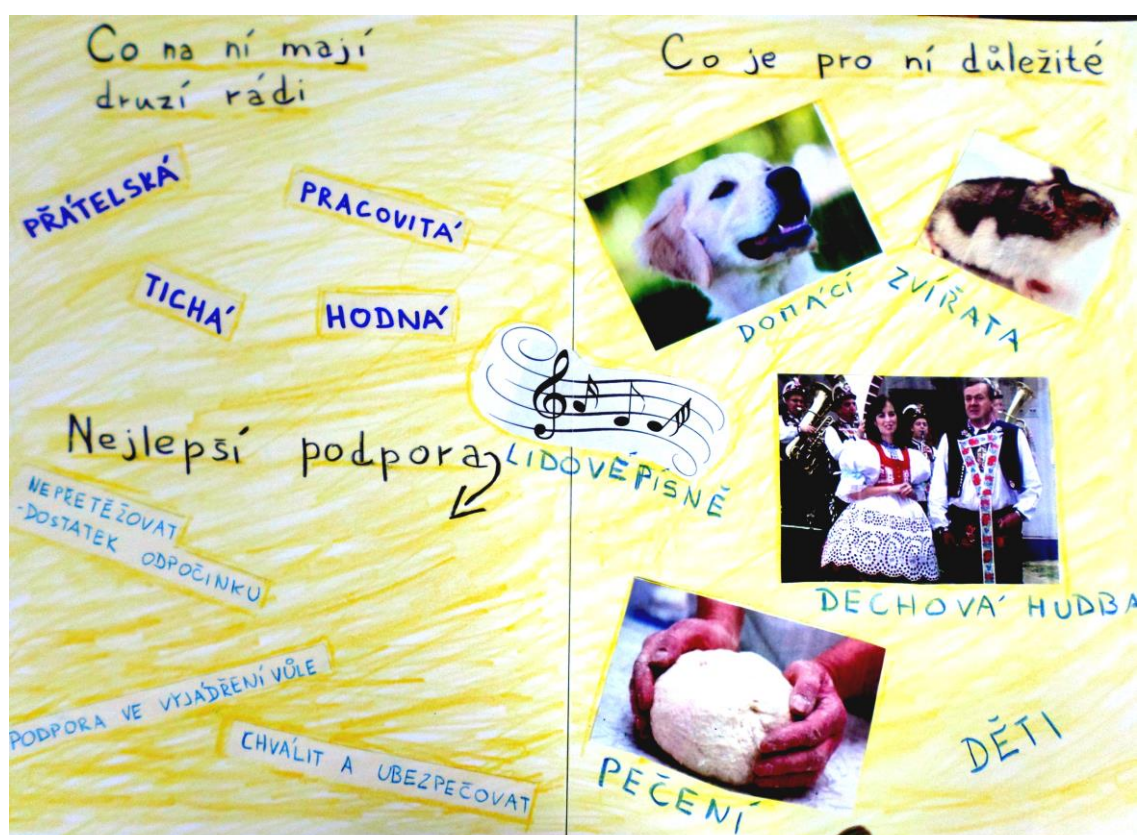 Co na ní mají
druzí rádi
PŘÁTELSKÁ
PRACOVITÁ
TICHÁ
HODNÁ
Nejlepší podpora
NEPŘETĚŽOVAT
-DOSTATEK ODPOČINKU
PODPORA VE VYJÁDŘENÍ VŮLE
CHVÁLIT A UBEZPEČOVAT
Co je pro ní důležité
DOMÁCÍ ZVÍŘATA
LIDOVÉ PÍSNĚ
DECHOVÁ HUDBA
PEČENÍ
DĚTI